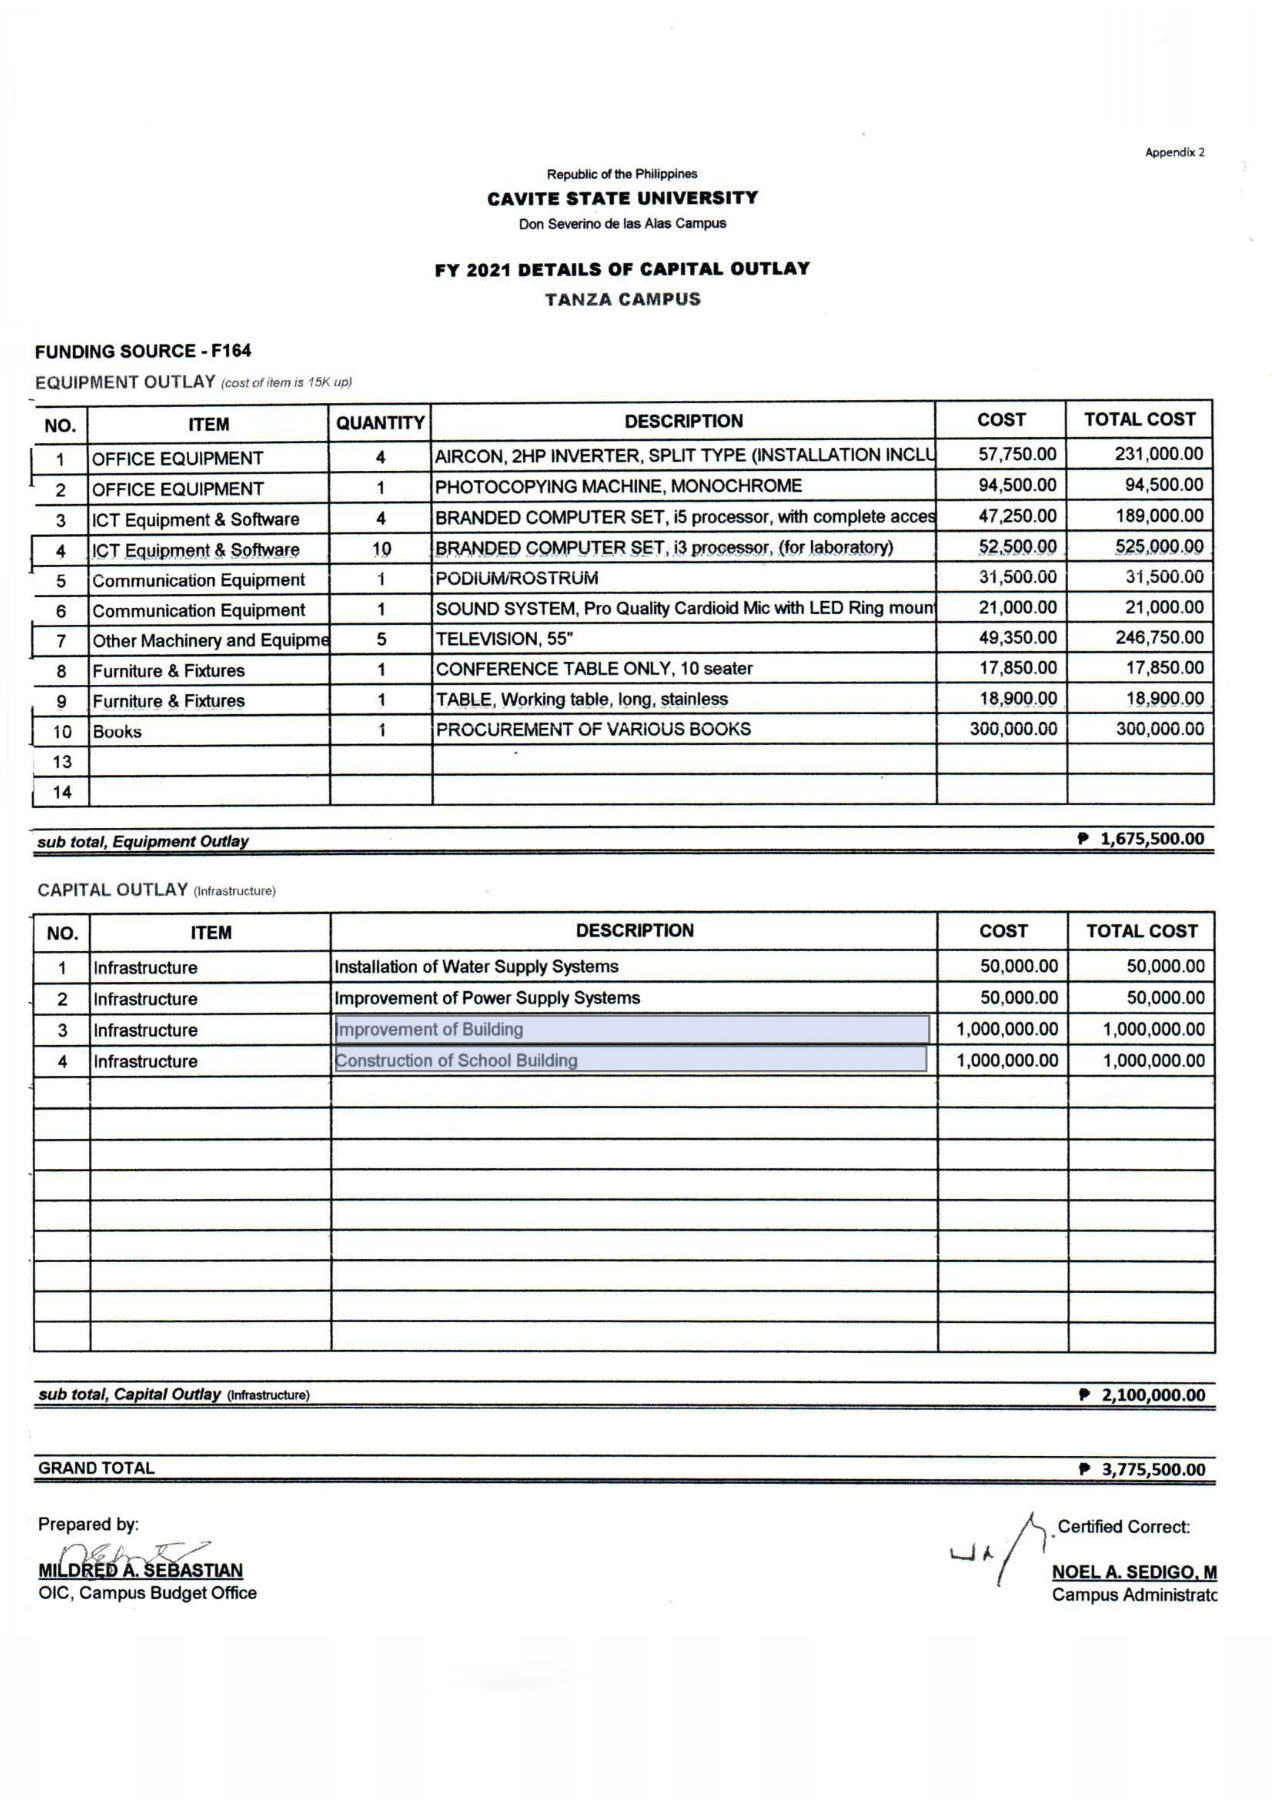 Appendix 2
Republic of the Philippines
CAVITE STATE UNIVERSITY
Don Severino de las Alas Campus
FY 2021 DETAILS OF CAPITAL OUTLAY
TANZA CAMPUS
FUNDING SOURCE - F164
EQUIPMENT OUTLAY (cost of item is 15K up)
NO. ITEM QUANTITY DESCRIPTION COST TOTAL COST
1 OFFICE EQUIPMENT 4 AIRCON, 2HP INVERTER, SPLIT TYPE (INSTALLATION INCLU 57,750.00 231,000.00
2 OFFICE EQUIPMENT 1 PHOTOCOPYING MACHINE, MONOCHROME 94,500.00 94,500.00
3 ICT Equipment & Software 4 BRANDED COMPUTER SET, i5 processor, with complete acces 47,250.00 189,000.00
4 ICT Equipment & Software 10 BRANDED COMPUTER SET, i3 processor, (for laboratory) 52,500.00 525,000.00
5 Communication Equipment 1 PODIUM/ROSTRUM 31,500.00 31,500.00
6 Communication Equipment 1 SOUND SYSTEM, Pro Quality Cardioid Mic with LED Ring moun 21,000.00 21,000.00
7 Other Machinery and Equipme 5 TELEVISION, 55" 49,350.00 246,750.00
8 Furniture & Fixtures 1 CONFERENCE TABLE ONLY, 10 seater 17,850.00 17,850.00
9 Furniture & Fixtures 1 TABLE, Working table, long, stainless 18,900.00 18,900.00
10 Books 1 PROCUREMENT OF VARIOUS BOOKS 300,000.00 300,000.00
13
14
sub total, Equipment Outlay ₱ 1,675,500.00
CAPITAL OUTLAY (Infrastructure)
NO. ITEM DESCRIPTION COST TOTAL COST
1 Infrastructure Installation of Water Supply Systems 50,000.00 50,000.00
2 Infrastructure Improvement of Power Supply Systems 50,000.00 50,000.00
3 Infrastructure Improvement of Building 1,000,000.00 1,000,000.00
4 Infrastructure Construction of School Building 1,000,000.00 1,000,000.00
sub total, Capital Outlay (Infrastructure) ₱ 2,100,000.00
GRAND TOTAL ₱ 3,775,500.00
Prepared by: Certified Correct:
MILDRED A. SEBASTIAN NOEL A. SEDIGO, M
OIC, Campus Budget Office Campus Administratc